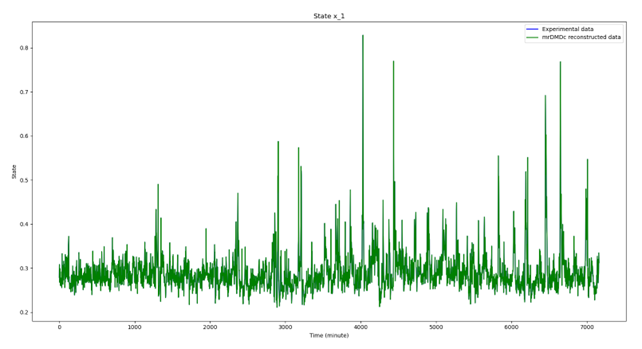 State x_1
Experimental data
mrDMDc reconstructed data
0.8
0.7
0.6
0.5
0.4
0.3
0.2
State
0 1000 2000 3000 4000 5000 6000 7000
Time (minute)